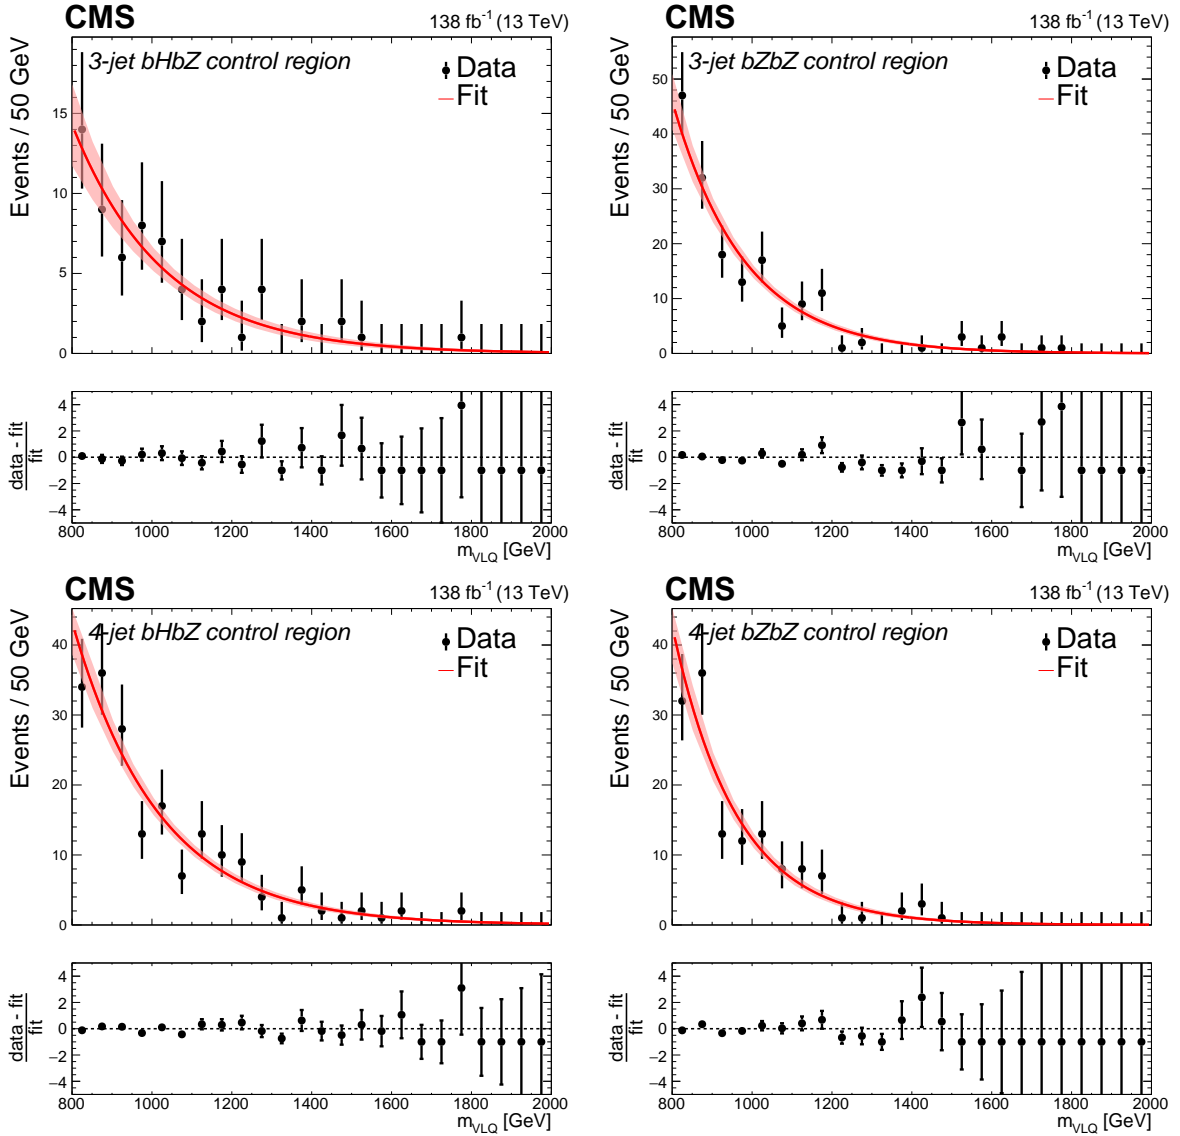 CMS 138 fb⁻¹ (13 TeV)
3-jet bHbZ control region
Data
Fit
Events / 50 GeV
15
10
5
0
data - fit
fit
4
2
0
−2
−4
800 1000 1200 1400 1600 1800 2000
m_VLQ [GeV]
CMS 138 fb⁻¹ (13 TeV)
3-jet bZbZ control region
Data
Fit
Events / 50 GeV
50
40
30
20
10
0
data - fit
fit
4
2
0
−2
−4
800 1000 1200 1400 1600 1800 2000
m_VLQ [GeV]
CMS 138 fb⁻¹ (13 TeV)
4-jet bHbZ control region
Data
Fit
Events / 50 GeV
40
30
20
10
0
data - fit
fit
4
2
0
−2
−4
800 1000 1200 1400 1600 1800 2000
m_VLQ [GeV]
CMS 138 fb⁻¹ (13 TeV)
4-jet bZbZ control region
Data
Fit
Events / 50 GeV
40
30
20
10
0
data - fit
fit
4
2
0
−2
−4
800 1000 1200 1400 1600 1800 2000
m_VLQ [GeV]